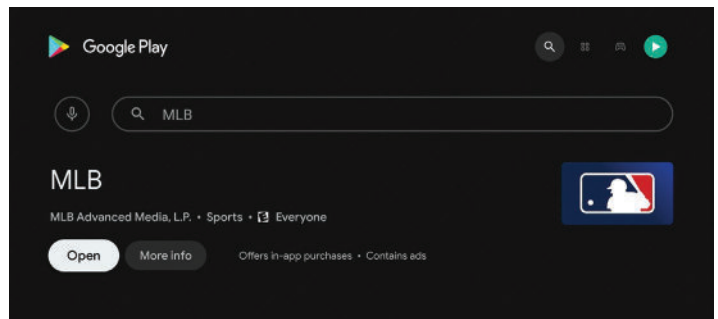 Google Play
MLB
MLB
MLB Advanced Media, L.P. • Sports • Everyone
Open More info Offers in-app purchases • Contains ads